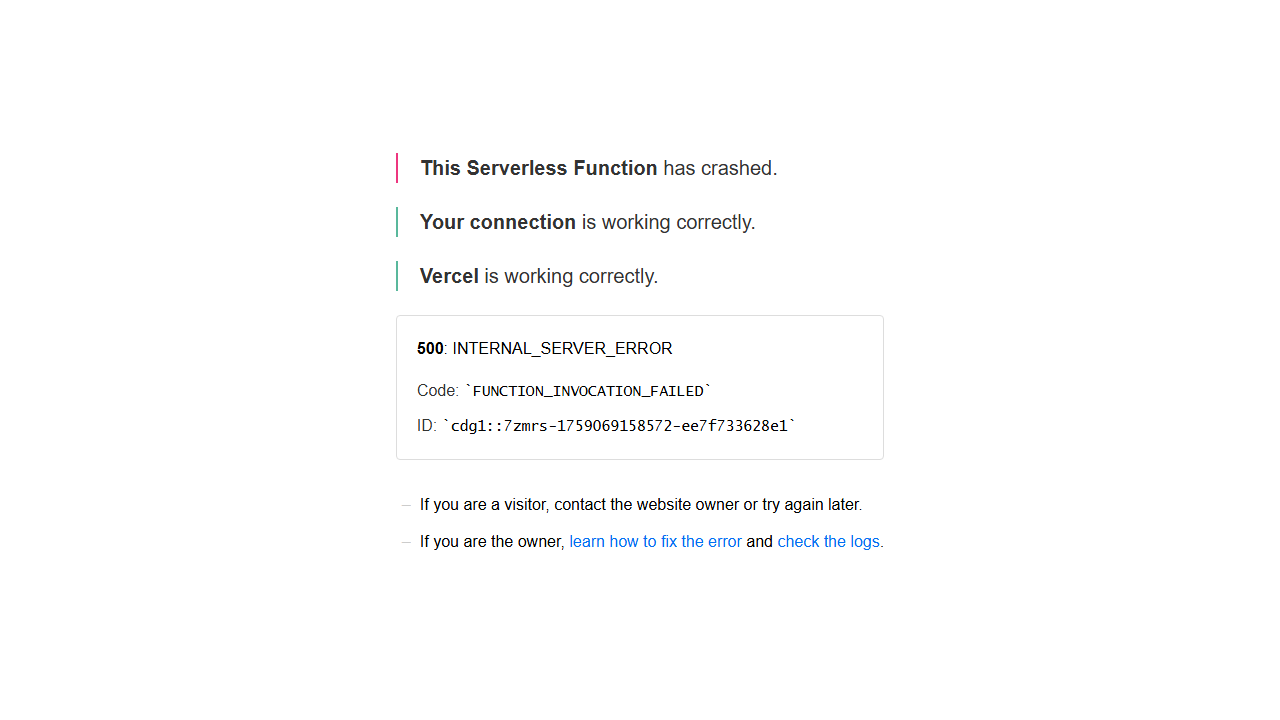 This Serverless Function has crashed.
Your connection is working correctly.
Vercel is working correctly.
500: INTERNAL_SERVER_ERROR
Code: `FUNCTION_INVOCATION_FAILED`
ID: `cdg1::7zmrs-1759069158572-ee7f733628e1`
– If you are a visitor, contact the website owner or try again later.
– If you are the owner, learn how to fix the error and check the logs.